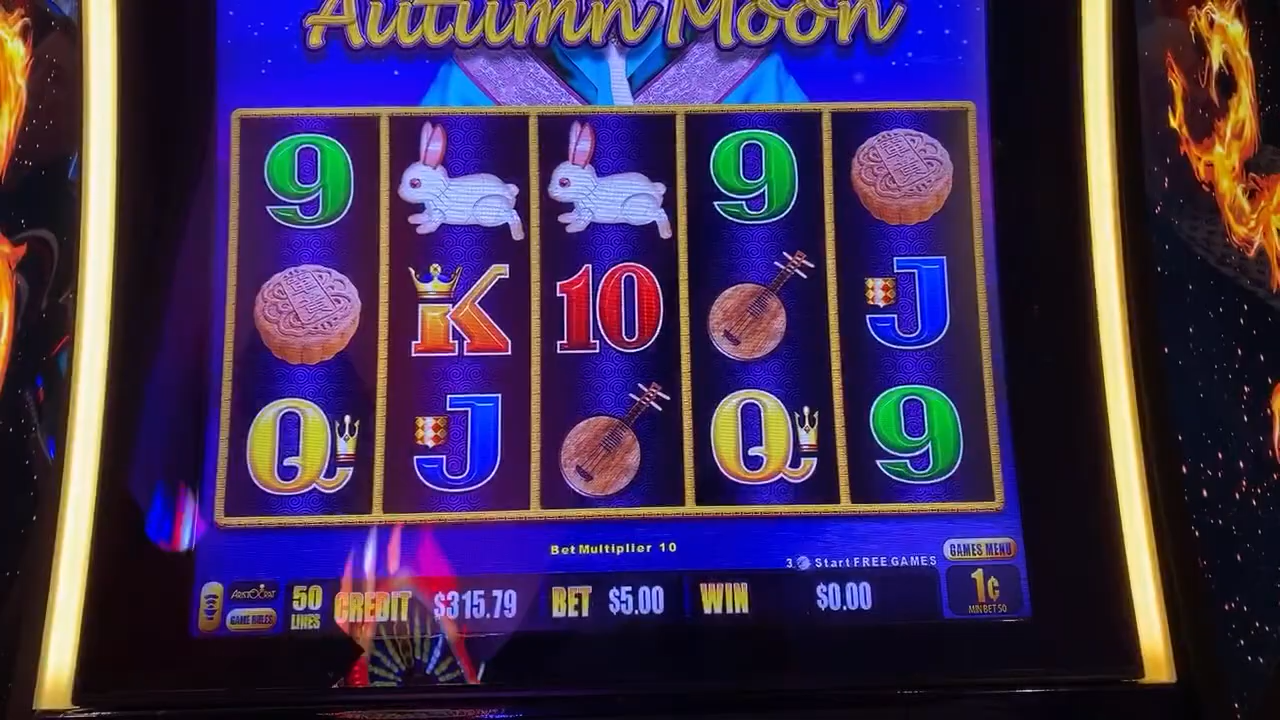 Autumn Moon
9 9
K 10 J
Q J Q 9
Bet Multiplier 10
3 Start FREE GAMES
GAMES MENU
ARISTOCRAT
GAME RULES
50 LINES
CREDIT $315.79
BET $5.00
WIN $0.00
1¢
MIN BET 50